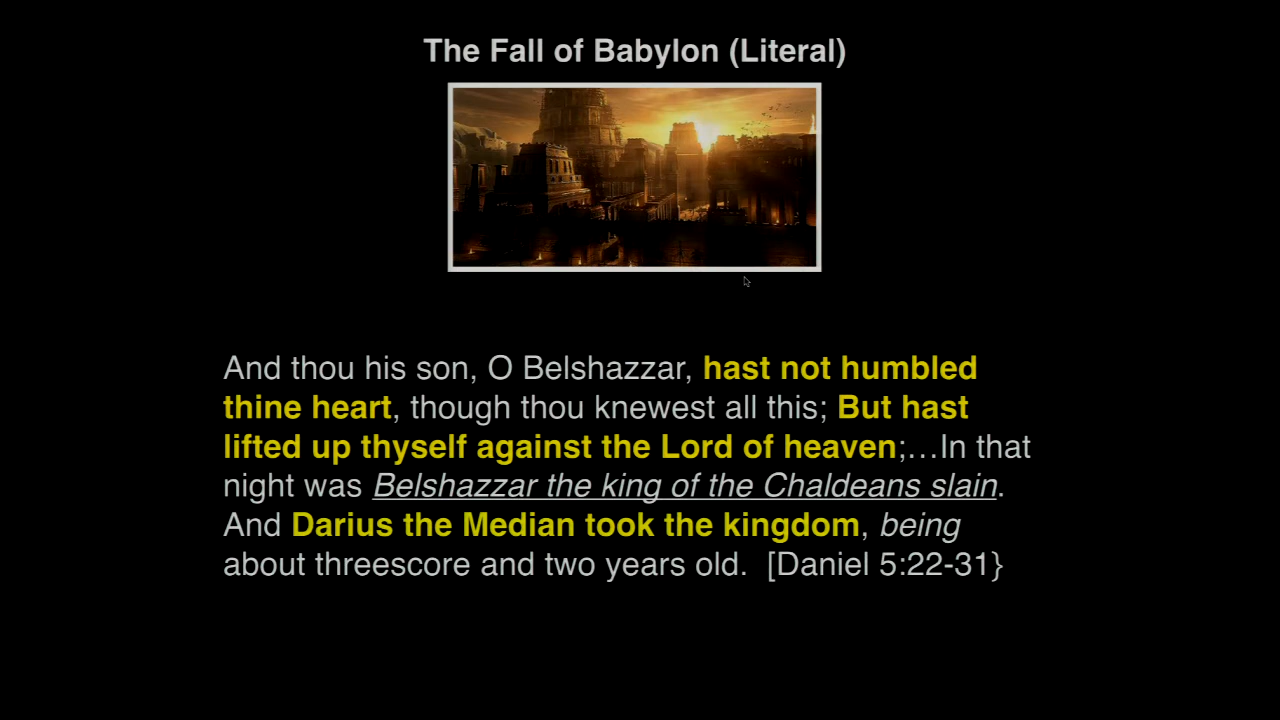 The Fall of Babylon (Literal)
And thou his son, O Belshazzar, hast not humbled
thine heart, though thou knewest all this; But hast
lifted up thyself against the Lord of heaven;…In that
night was Belshazzar the king of the Chaldeans slain.
And Darius the Median took the kingdom, being
about threescore and two years old.  [Daniel 5:22-31}